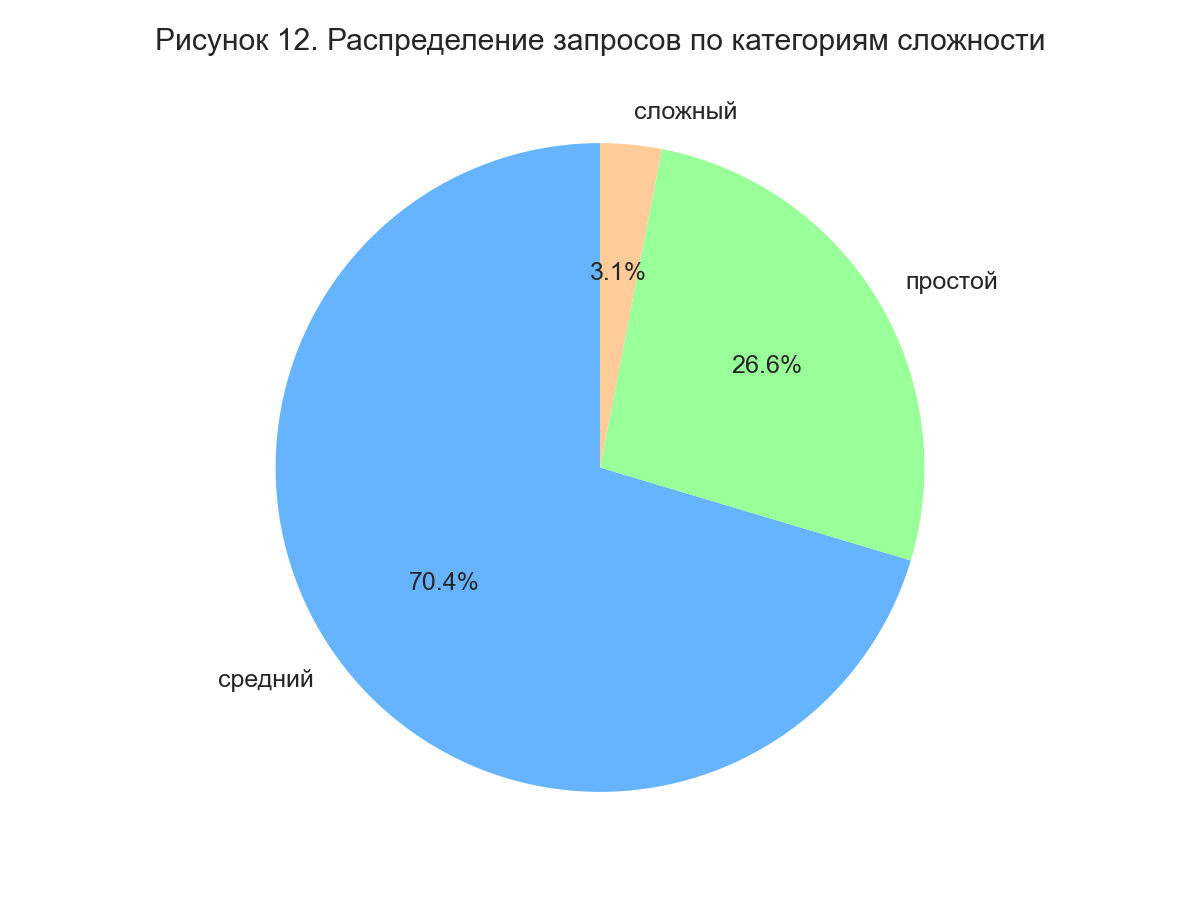 Рисунок 12. Распределение запросов по категориям сложности
сложный
3.1%
простой
26.6%
70.4%
средний